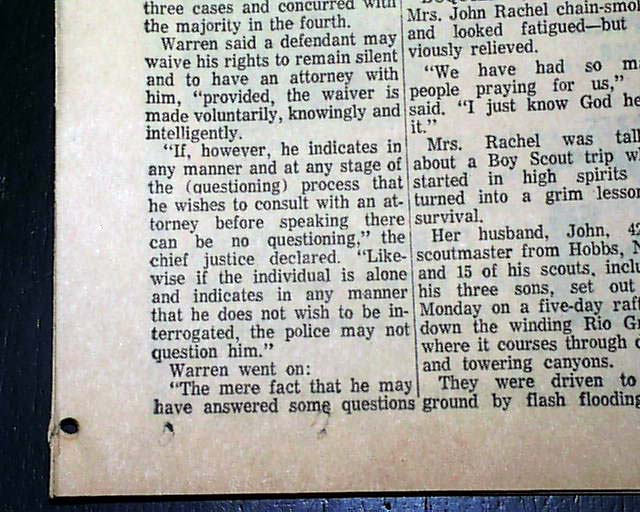 three cases and concurred with
the majority in the fourth.
Warren said a defendant may
waive his rights to remain silent
and to have an attorney with
him, “provided, the waiver is
made voluntarily, knowingly and
intelligently.
“If, however, he indicates in
any manner and at any stage of
the (questioning) process that
he wishes to consult with an at-
torney before speaking there
can be no questioning,” the
chief justice declared. “Like-
wise if the individual is alone
and indicates in any manner
that he does not wish to be in-
terrogated, the police may not
question him.”
Warren went on:
“The mere fact that he may
have answered some questions
Mrs. John Rachel chain-smo
and looked fatigued—but
viously relieved.
“We have had so m
people praying for us,”
said. “I just know God he
it.”
Mrs. Rachel was tal
about a Boy Scout trip w
started in high spirits
turned into a grim lesson
survival.
Her husband, John, 42
scoutmaster from Hobbs, N
and 15 of his scouts, incl
his three sons, set out
Monday on a five-day raft
down the winding Rio Gr
where it courses through
and towering canyons.
They were driven to
ground by flash flooding